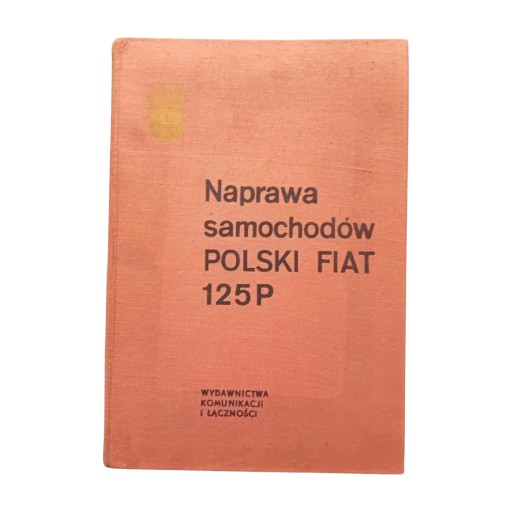 Naprawa
samochodów
POLSKI FIAT
125P
WYDAWNICTWA
KOMUNIKACJI
I ŁĄCZNOŚCI